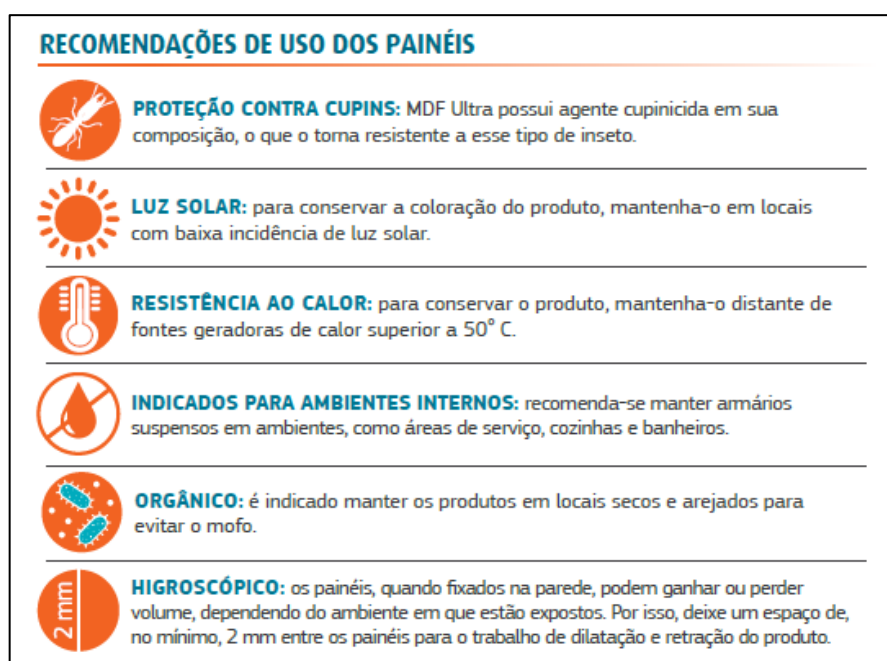 RECOMENDAÇÕES DE USO DOS PAINÉIS
PROTEÇÃO CONTRA CUPINS: MDF Ultra possui agente cupinicida em sua
composição, o que o torna resistente a esse tipo de inseto.
LUZ SOLAR: para conservar a coloração do produto, mantenha-o em locais
com baixa incidência de luz solar.
RESISTÊNCIA AO CALOR: para conservar o produto, mantenha-o distante de
fontes geradoras de calor superior a 50° C.
INDICADOS PARA AMBIENTES INTERNOS: recomenda-se manter armários
suspensos em ambientes, como áreas de serviço, cozinhas e banheiros.
ORGÂNICO: é indicado manter os produtos em locais secos e arejados para
evitar o mofo.
2 mm
HIGROSCÓPICO: os painéis, quando fixados na parede, podem ganhar ou perder
volume, dependendo do ambiente em que estão expostos. Por isso, deixe um espaço de,
no mínimo, 2 mm entre os painéis para o trabalho de dilatação e retração do produto.